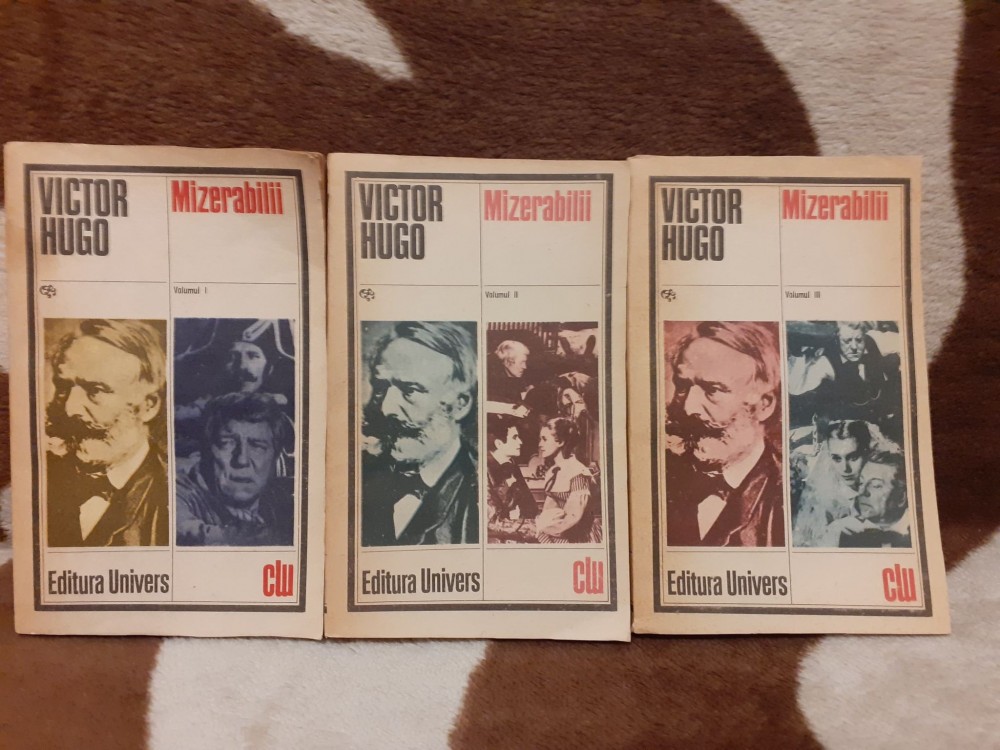 VICTOR
HUGO
Mizerabilii
Volumul I
Editura Univers
clu
VICTOR
HUGO
Mizerabilii
Volumul II
Editura Univers
clu
VICTOR
HUGO
Mizerabilii
Volumul III
Editura Univers
clu